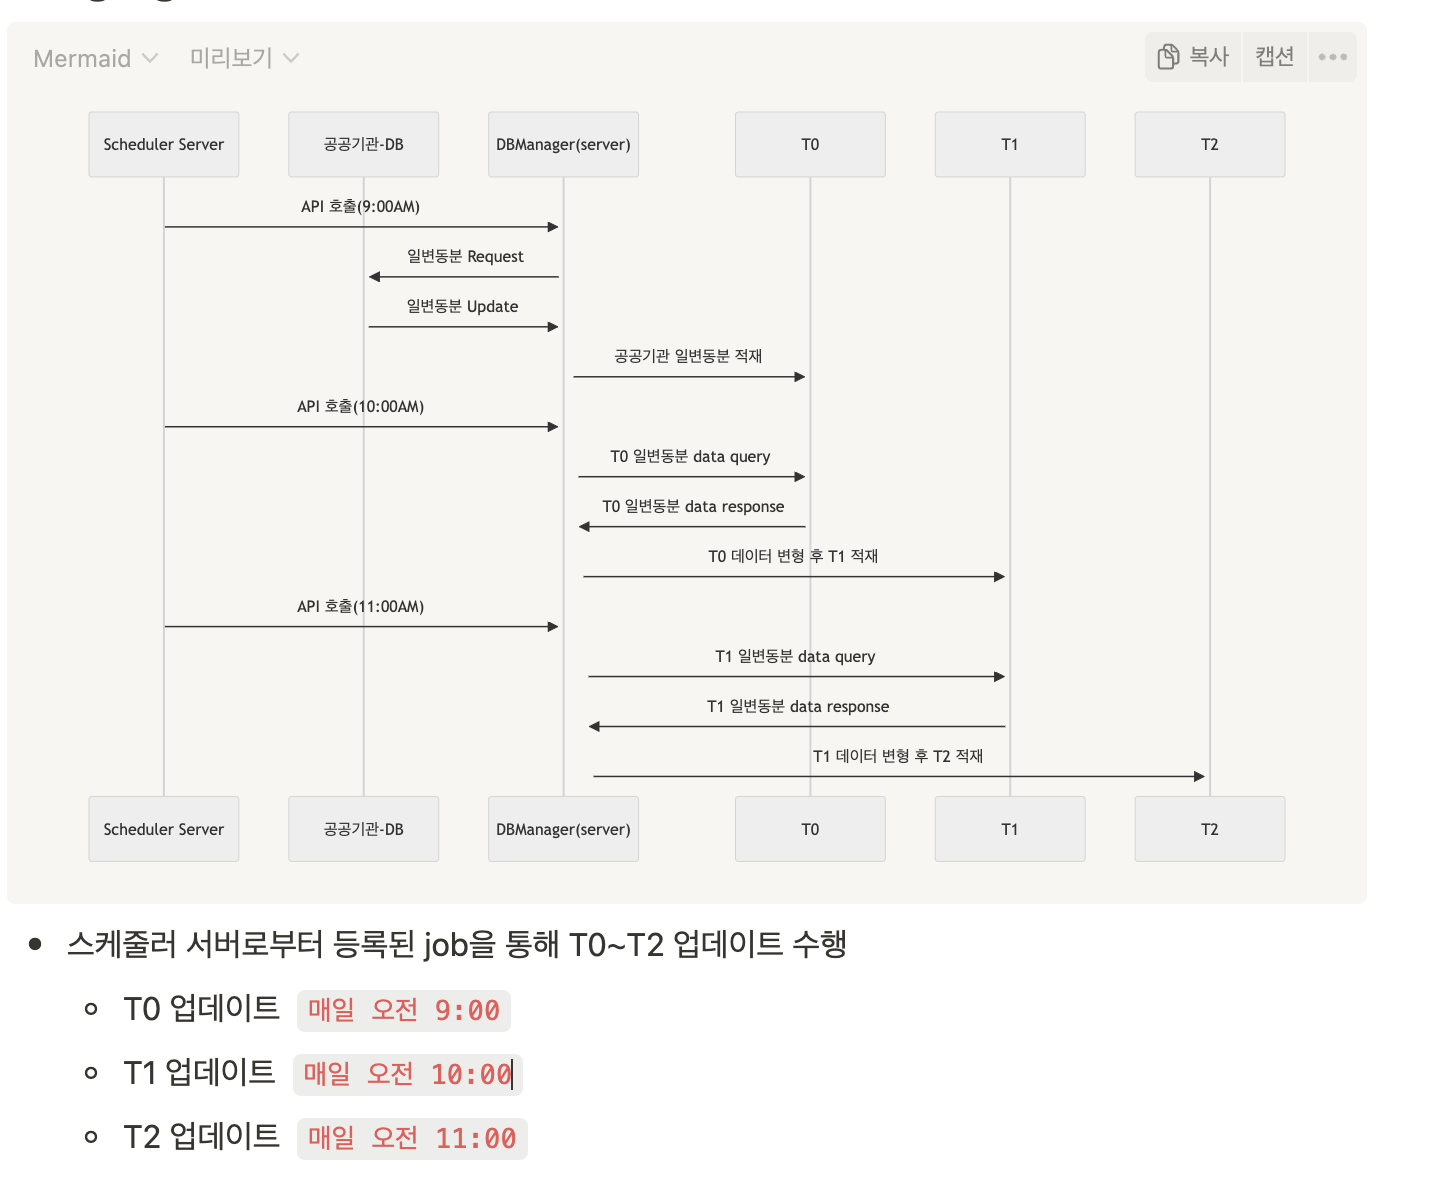 Mermaid 미리보기 복사 캡션
Scheduler Server 공공기관-DB DBManager(server) T0 T1 T2
API 호출(9:00AM)
일변동분 Request
일변동분 Update
공공기관 일변동분 적재
API 호출(10:00AM)
T0 일변동분 data query
T0 일변동분 data response
T0 데이터 변형 후 T1 적재
API 호출(11:00AM)
T1 일변동분 data query
T1 일변동분 data response
T1 데이터 변형 후 T2 적재
Scheduler Server 공공기관-DB DBManager(server) T0 T1 T2
스케줄러 서버로부터 등록된 job을 통해 T0~T2 업데이트 수행
T0 업데이트 매일 오전 9:00
T1 업데이트 매일 오전 10:00
T2 업데이트 매일 오전 11:00